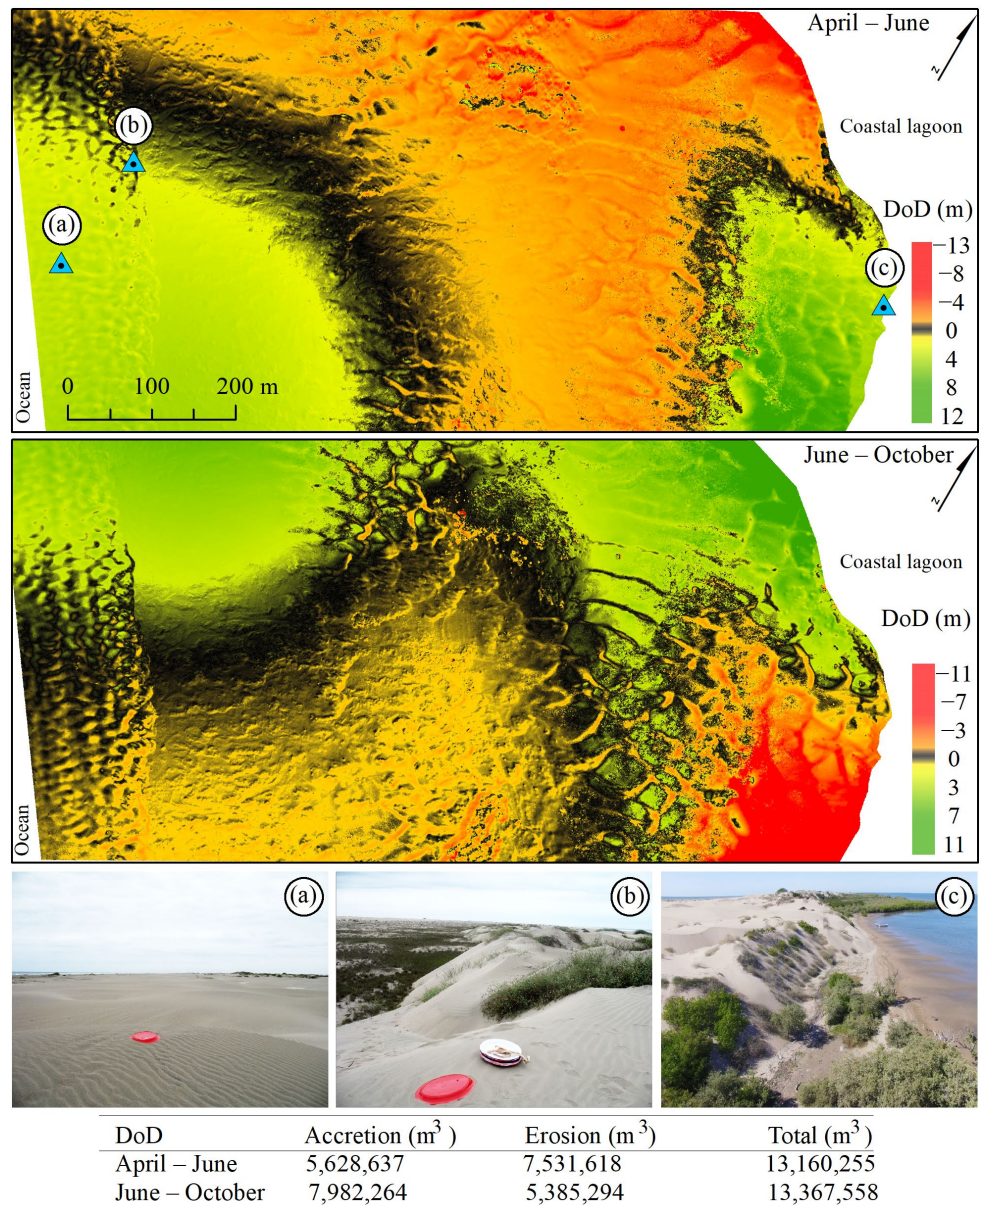 April – June
N
(b)
Coastal lagoon
(a)
DoD (m)
(c)
−13
−8
−4
0
4
8
12
0 100 200 m
Ocean
June – October
N
Coastal lagoon
DoD (m)
−11
−7
−3
0
3
7
11
Ocean
(a) (b) (c)
DoD Accretion (m³ ) Erosion (m³) Total (m³)
April – June 5,628,637 7,531,618 13,160,255
June – October 7,982,264 5,385,294 13,367,558